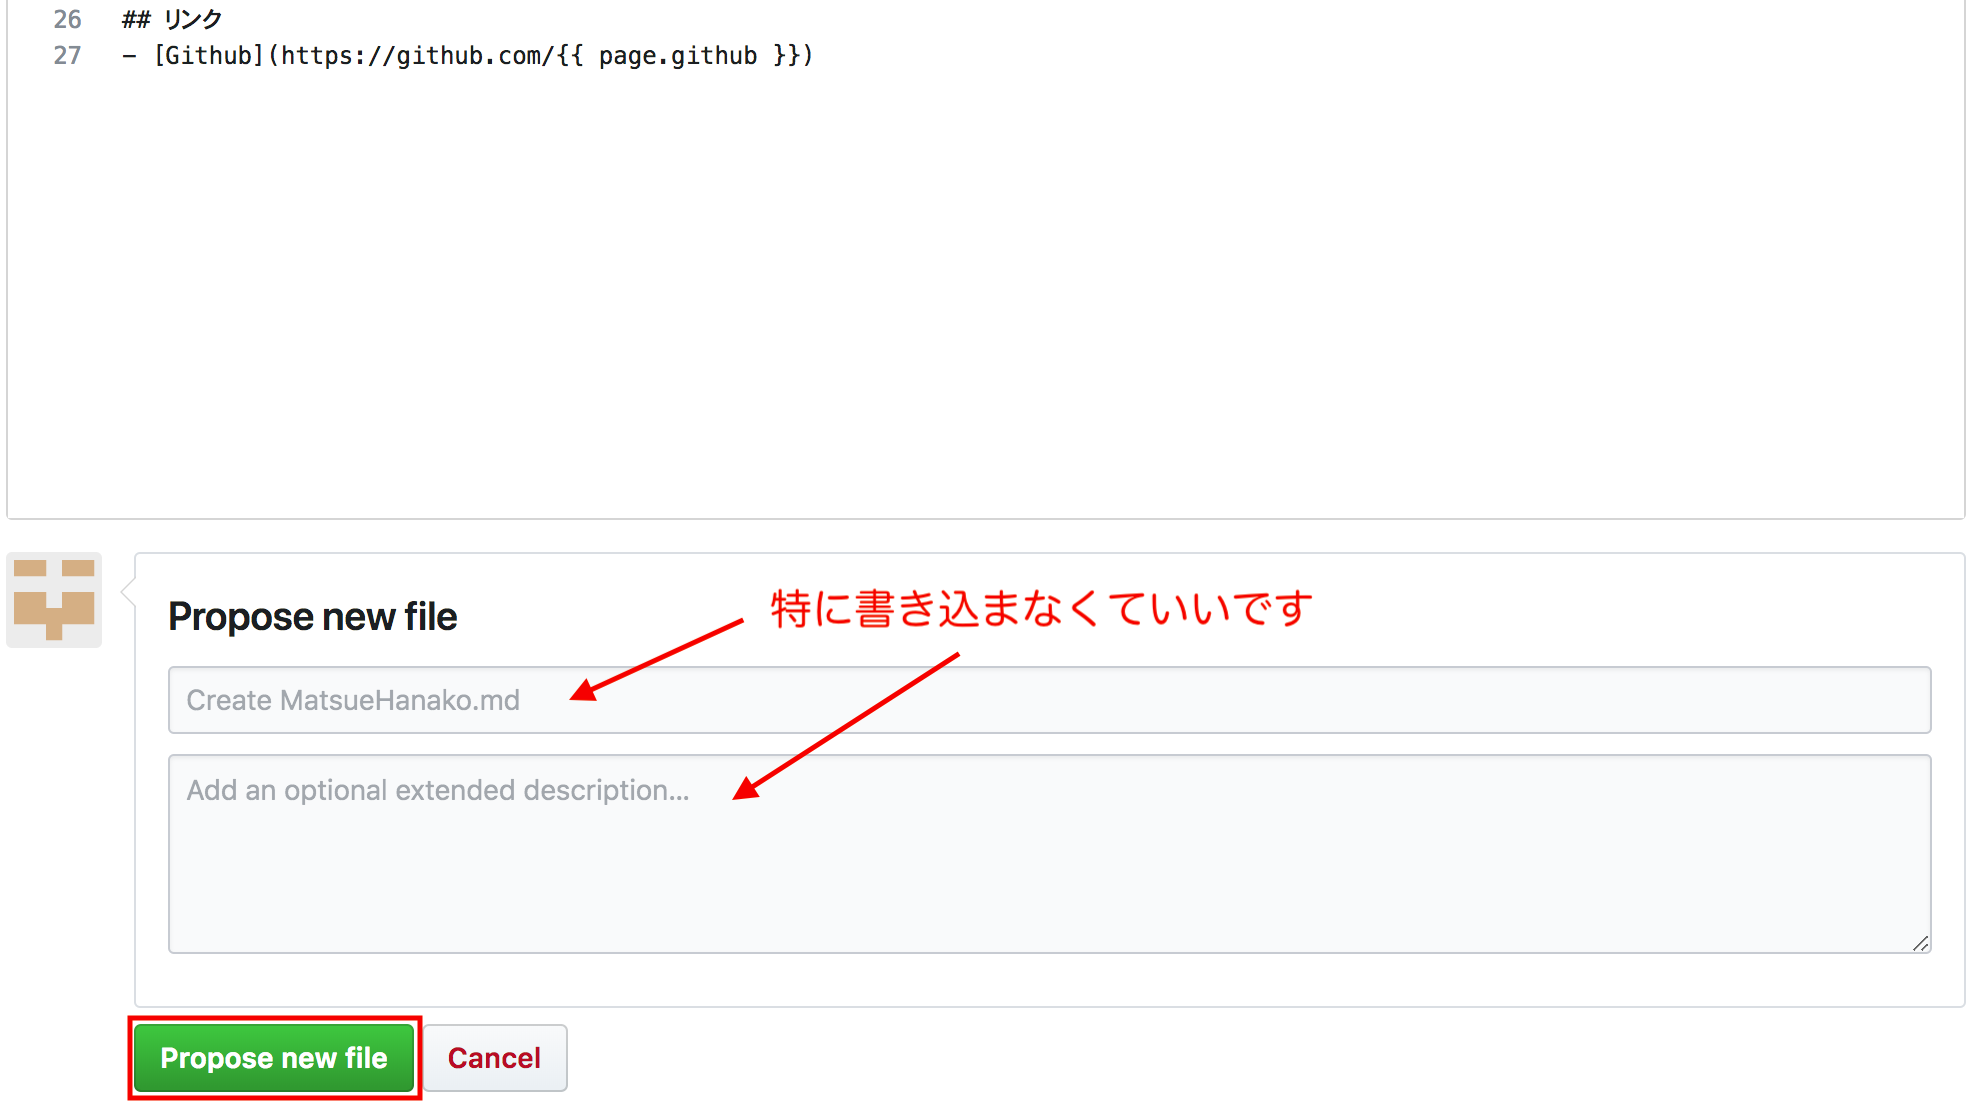 26 ## リンク
27 - [Github](https://github.com/{{ page.github }})
特に書き込まなくていいです
Propose new file
Create MatsueHanako.md
Add an optional extended description...
Propose new file Cancel